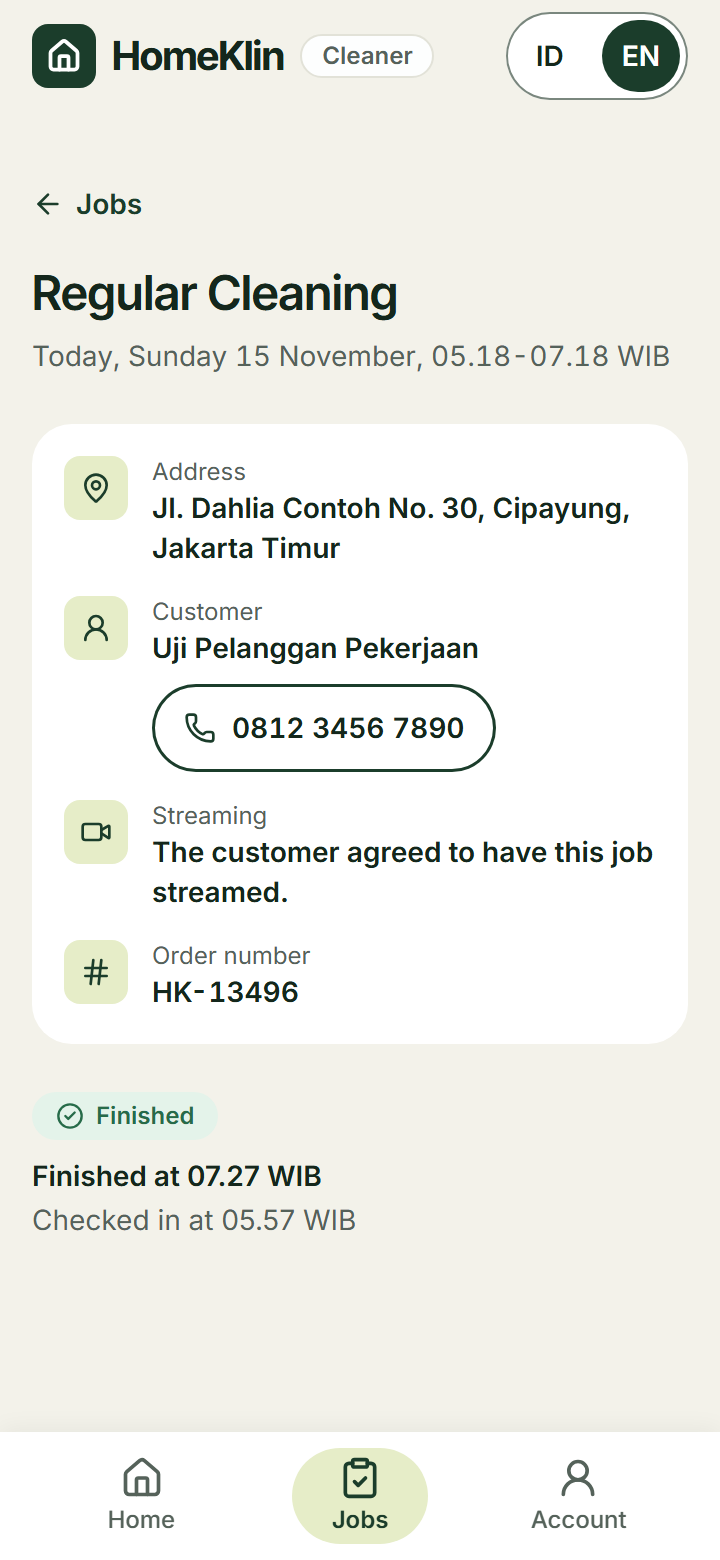 HomeKlin
Cleaner
ID
EN
Jobs
Regular Cleaning
Today, Sunday 15 November, 05.18-07.18 WIB
Address
Jl. Dahlia Contoh No. 30, Cipayung,
Jakarta Timur
Customer
Uji Pelanggan Pekerjaan
0812 3456 7890
Streaming
The customer agreed to have this job
streamed.
Order number
HK-13496
Finished
Finished at 07.27 WIB
Checked in at 05.57 WIB
Home
Jobs
Account